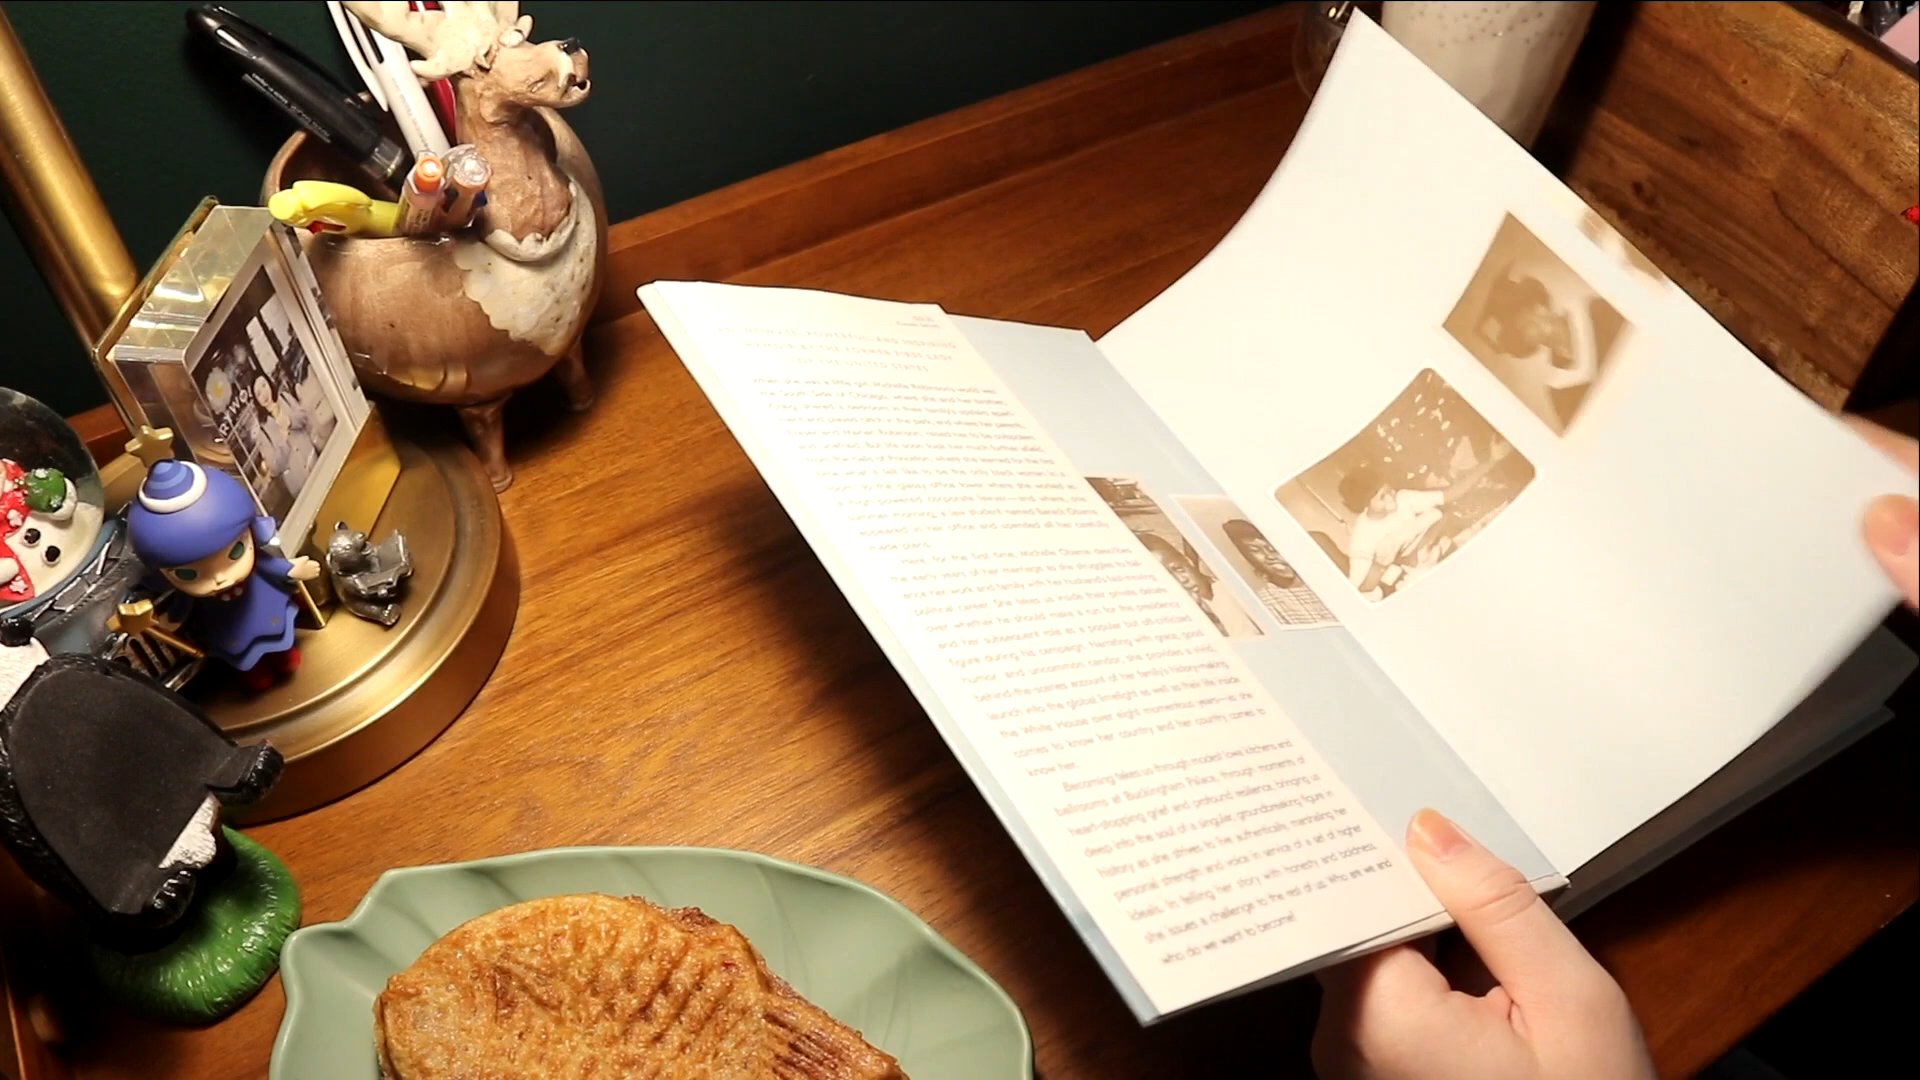 AN INTIMATE, POWERFUL, AND INSPIRING
MEMOIR BY THE FORMER FIRST LADY
OF THE UNITED STATES
When she was a little girl, Michelle Robinson's world was
the South Side of Chicago, where she and her brother,
Craig, shared a bedroom in their family's upstairs apart-
ment and played catch in the park, and where her parents,
Fraser and Marian Robinson, raised her to be outspoken
and unafraid. But life soon took her much further afield,
from the halls of Princeton, where she learned for the first
time what it felt like to be the only black woman in a
room, to the glassy office tower where she worked as
a high-powered corporate lawyer—and where, one
summer morning, a law student named Barack Obama
appeared in her office and upended all her carefully
made plans.
Here, for the first time, Michelle Obama describes
the early years of her marriage as she struggles to bal-
ance her work and family with her husband's fast-moving
political career. She takes us inside their private debate
over whether he should make a run for the presidency
and her subsequent role as a popular but oft-criticized
figure during his campaign. Narrating with grace, good
humor, and uncommon candor, she provides a vivid,
behind-the-scenes account of her family's history-making
launch into the global limelight as well as their life inside
the White House over eight momentous years—as she
comes to know her country and her country comes to
know her.
Becoming takes us through modest Iowa kitchens and
ballrooms at Buckingham Palace, through moments of
heart-stopping grief and profound resilience, bringing us
deep into the soul of a singular, groundbreaking figure in
history as she strives to live authentically, marshaling her
personal strength and voice in service of a set of higher
ideals. In telling her story with honesty and boldness,
she issues a challenge to the rest of us: Who are we and
who do we want to become?